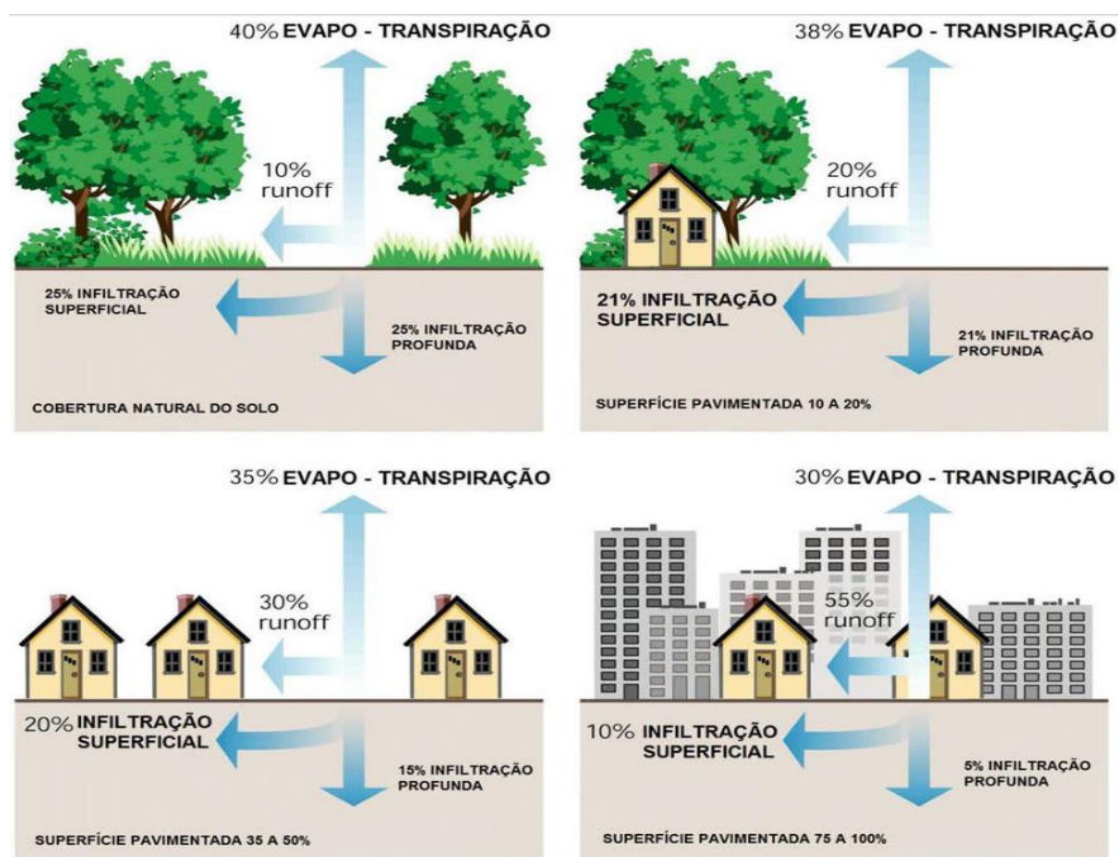 40% EVAPO - TRANSPIRAÇÃO
10%
runoff
25% INFILTRAÇÃO
SUPERFICIAL
25% INFILTRAÇÃO
PROFUNDA
COBERTURA NATURAL DO SOLO
38% EVAPO - TRANSPIRAÇÃO
20%
runoff
21% INFILTRAÇÃO
SUPERFICIAL
21% INFILTRAÇÃO
PROFUNDA
SUPERFÍCIE PAVIMENTADA 10 A 20%
35% EVAPO - TRANSPIRAÇÃO
30%
runoff
20% INFILTRAÇÃO
SUPERFICIAL
15% INFILTRAÇÃO
PROFUNDA
SUPERFÍCIE PAVIMENTADA 35 A 50%
30% EVAPO - TRANSPIRAÇÃO
55%
runoff
10% INFILTRAÇÃO
SUPERFICIAL
5% INFILTRAÇÃO
PROFUNDA
SUPERFÍCIE PAVIMENTADA 75 A 100%